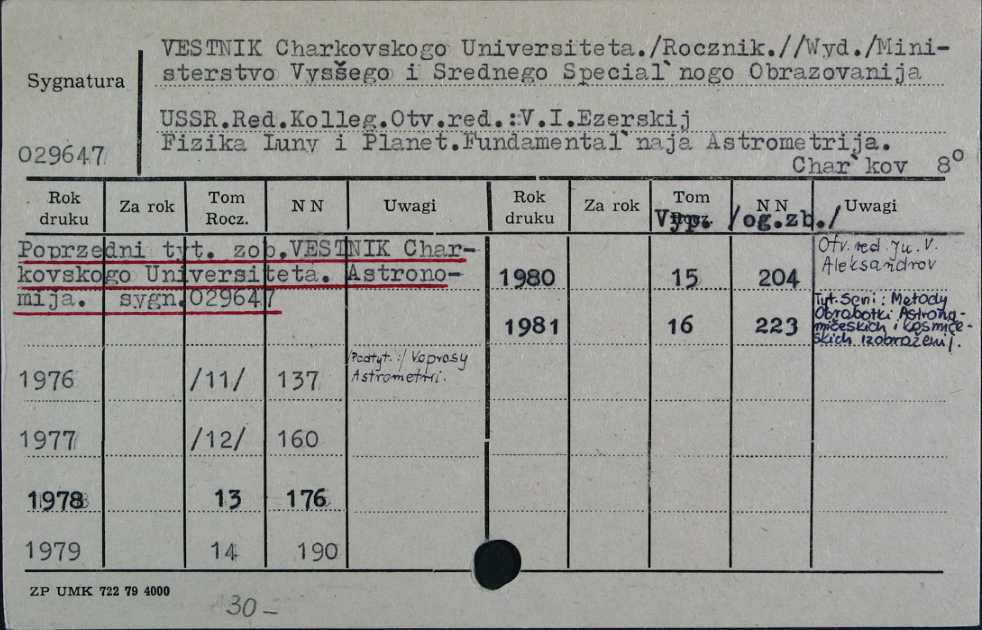 VESTNIK Charkovskogo Universiteta./Rocznik.//Wyd./Mini-
sterstvo Vysšego i Srednego Special`nogo Obrazovanija
Sygnatura
USSR.Red.Kolleg.Otv.red.:V.I.Ezerskij
Fizika Luny i Planet.Fundamental`naja Astrometrija.
029647
Char`kov 8º
Rok druku Za rok Tom Rocz. N N Uwagi Rok druku Za rok Tom Rocz. N N Uwagi
Vyp. /og.zb./
Poprzedni tyt. zob.VESTNIK Char-
kovskogo Universiteta. Astrono-
mija. sygn.029647
1976 /11/ 137 Podtyt.:/Voprosy
Astrometrii.
1977 /12/ 160
1978 13 176
1979 14 190
1980 15 204 Otv. red. Ju. V.
Aleksandrov
1981 16 223 Tyt. Serii: Metody
Obrabotki Astrono-
mičeskich i kosmiče-
skich izobraženij.
ZP UMK 722 79 4000
30-